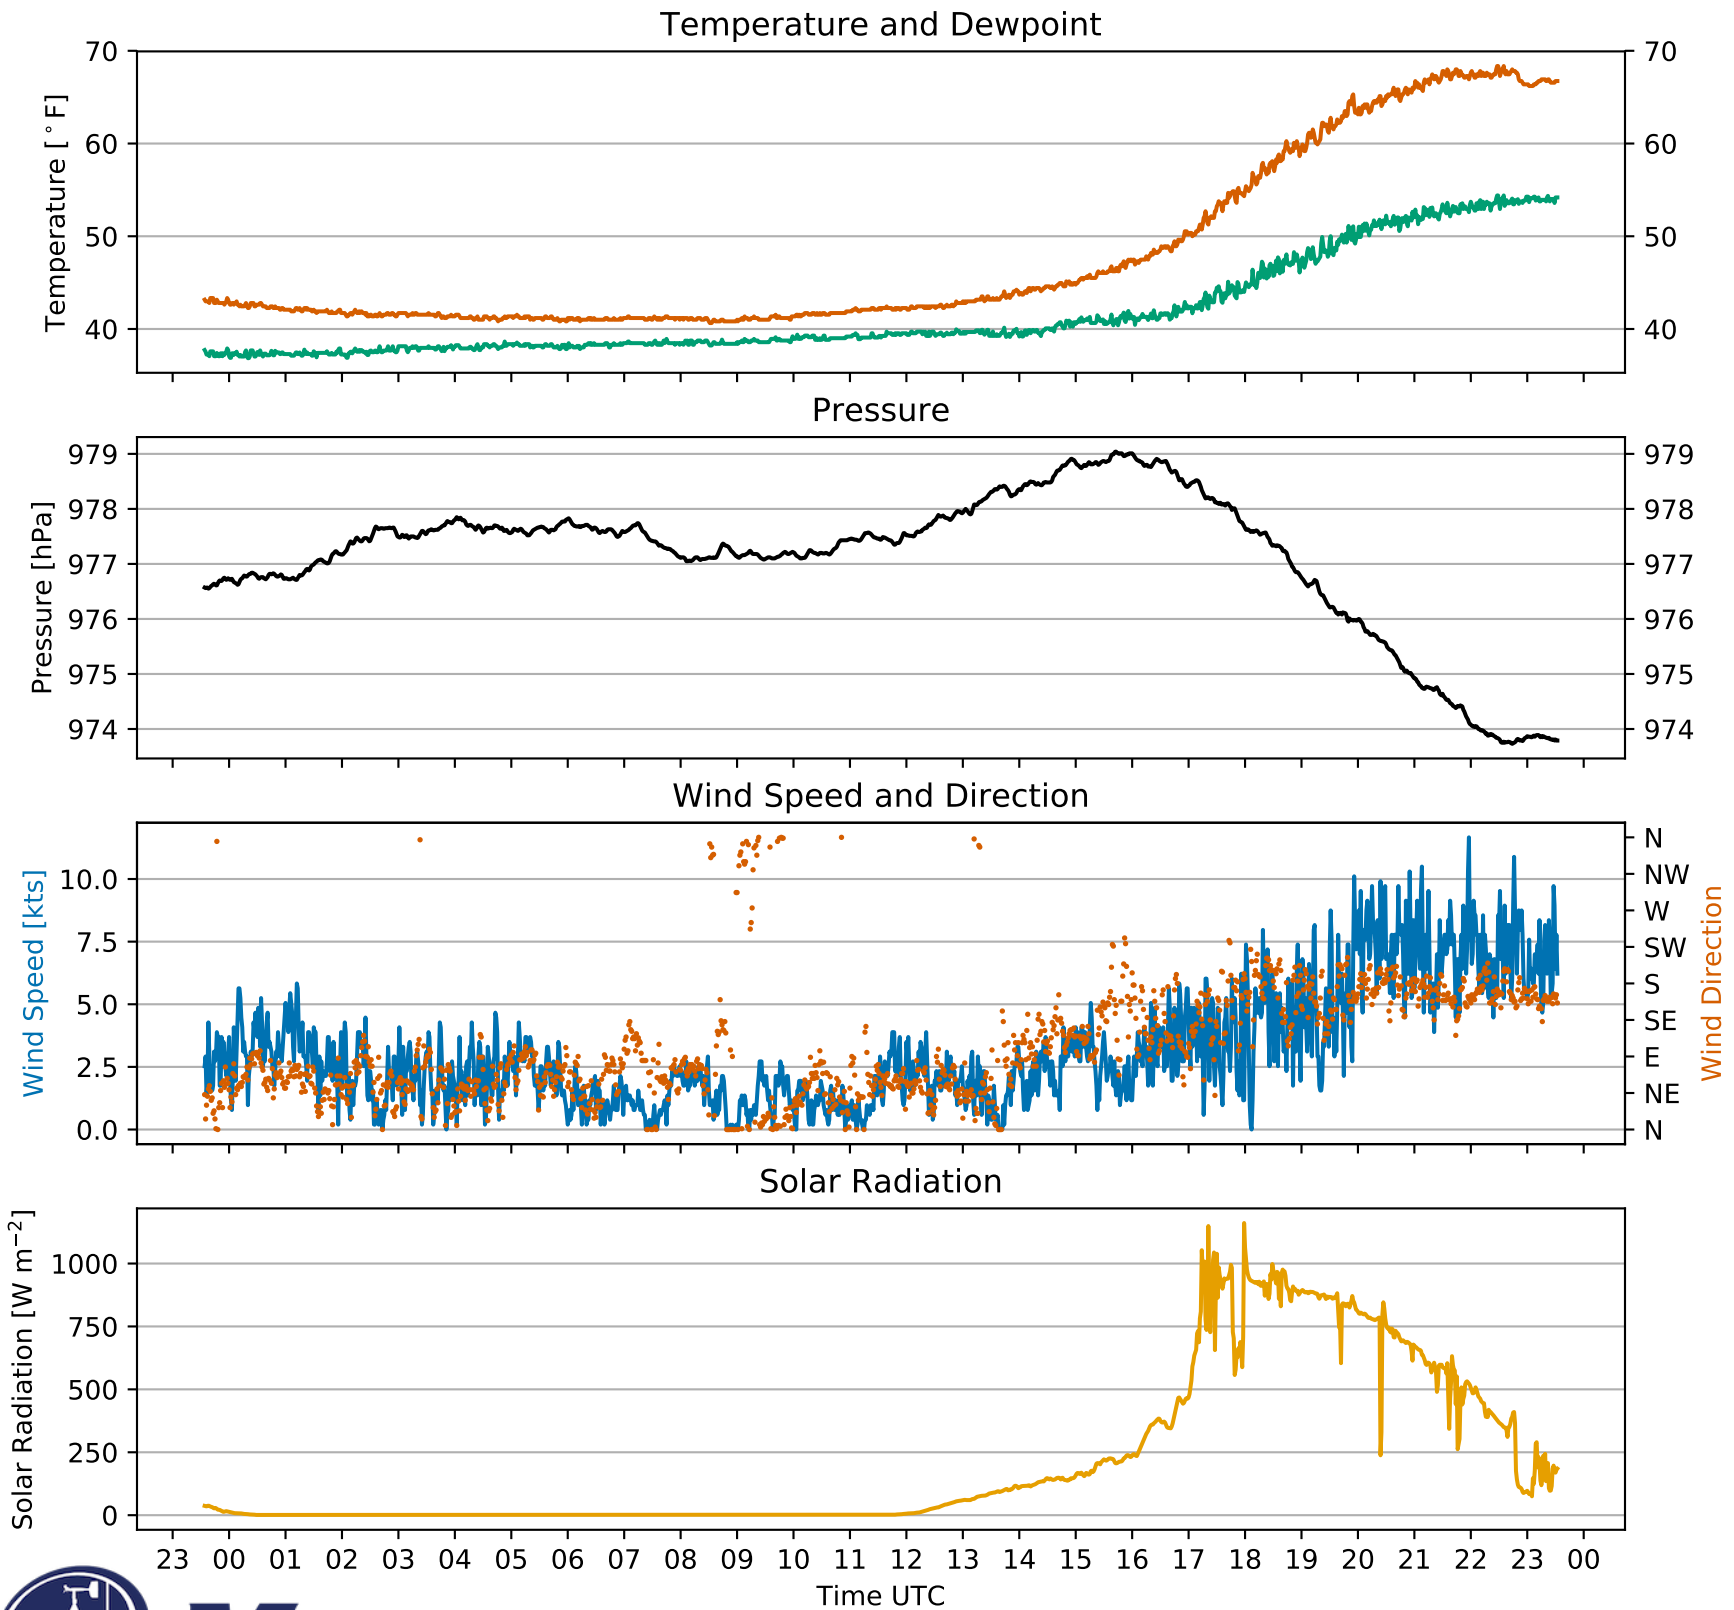 Temperature and Dewpoint
Temperature [°F]
70
60
50
40
70
60
50
40
Pressure
Pressure [hPa]
979
978
977
976
975
974
979
978
977
976
975
974
Wind Speed and Direction
Wind Speed [kts]
10.0
7.5
5.0
2.5
0.0
N
NW
W
SW
S
SE
E
NE
N
Wind Direction
Solar Radiation
Solar Radiation [W m⁻²]
1000
750
500
250
0
23 00 01 02 03 04 05 06 07 08 09 10 11 12 13 14 15 16 17 18 19 20 21 22 23 00
Time UTC